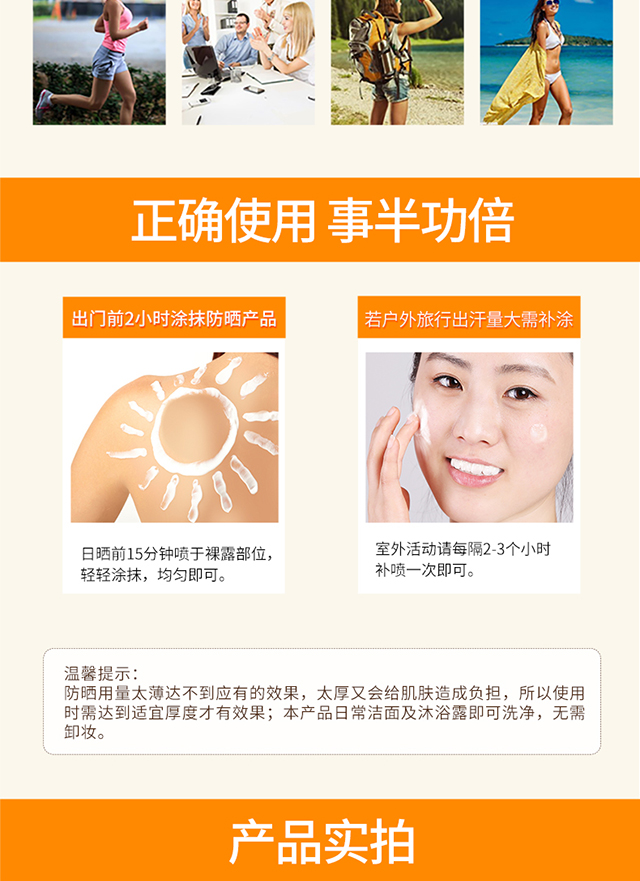 正确使用 事半功倍
出门前2小时涂抹防晒产品
若户外旅行出汗量大需补涂
日晒前15分钟喷于裸露部位，
轻轻涂抹，均匀即可。
室外活动请每隔2-3个小时
补喷一次即可。
温馨提示：
防晒用量太薄达不到应有的效果，太厚又会给肌肤造成负担，所以使用
时需达到适宜厚度才有效果；本产品日常洁面及沐浴露即可洗净，无需
卸妆。
产品实拍